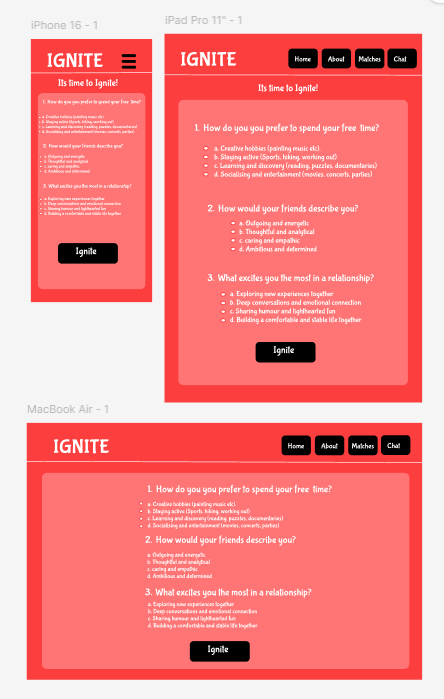 iPhone 16 - 1
IGNITE
Its time to Ignite!
1. How do you you prefer to spend your free time?
a. Creative hobbies (painting music etc)
b. Staying active (Sports, hiking, working out)
c. Learning and discovery (reading, puzzles, documentaries)
d. Socialising and entertainment (movies, concerts, parties)
2. How would your friends describe you?
a. Outgoing and energetic
b. Thoughtful and analytical
c. caring and empathic
d. Ambitious and determined
3. What excites you the most in a relationship?
a. Exploring new experiences together
b. Deep conversations and emotional connection
c. Sharing humour and lighthearted fun
d. Building a comfortable and stable life together
Ignite
iPad Pro 11" - 1
IGNITE
Home
About
Matches
Chat
Its time to Ignite!
1. How do you you prefer to spend your free time?
a. Creative hobbies (painting music etc)
b. Staying active (Sports, hiking, working out)
c. Learning and discovery (reading, puzzles, documentaries)
d. Socialising and entertainment (movies, concerts, parties)
2. How would your friends describe you?
a. Outgoing and energetic
b. Thoughtful and analytical
c. caring and empathic
d. Ambitious and determined
3. What excites you the most in a relationship?
a. Exploring new experiences together
b. Deep conversations and emotional connection
c. Sharing humour and lighthearted fun
d. Building a comfortable and stable life together
Ignite
MacBook Air - 1
IGNITE
Home
About
Matches
Chat
1. How do you you prefer to spend your free time?
a. Creative hobbies (painting music etc)
b. Staying active (Sports, hiking, working out)
c. Learning and discovery (reading, puzzles, documentaries)
d. Socialising and entertainment (movies, concerts, parties)
2. How would your friends describe you?
a. Outgoing and energetic
b. Thoughtful and analytical
c. caring and empathic
d. Ambitious and determined
3. What excites you the most in a relationship?
a. Exploring new experiences together
b. Deep conversations and emotional connection
c. Sharing humour and lighthearted fun
d. Building a comfortable and stable life together
Ignite